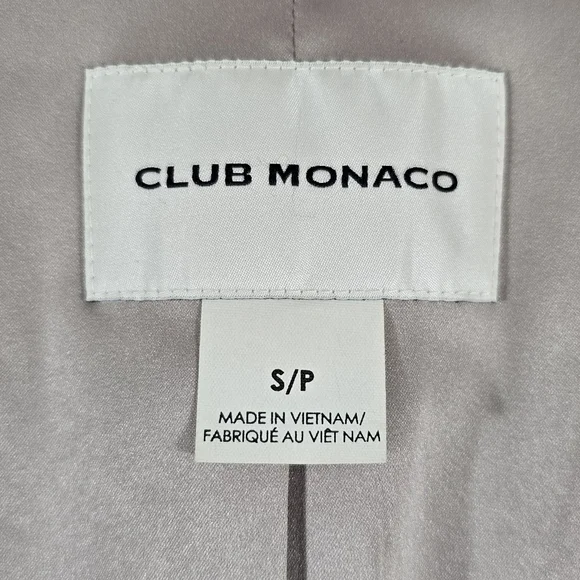 CLUB MONACO
S/P
MADE IN VIETNAM/
FABRIQUÉ AU VIÊT NAM